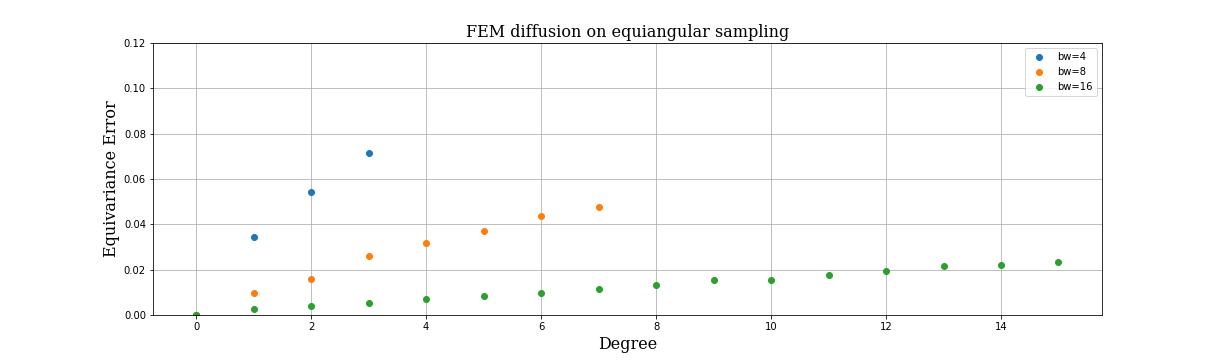 FEM diffusion on equiangular sampling
0.12
0.10
0.08
0.06
0.04
0.02
0.00
Equivariance Error
bw=4
bw=8
bw=16
0 2 4 6 8 10 12 14
Degree